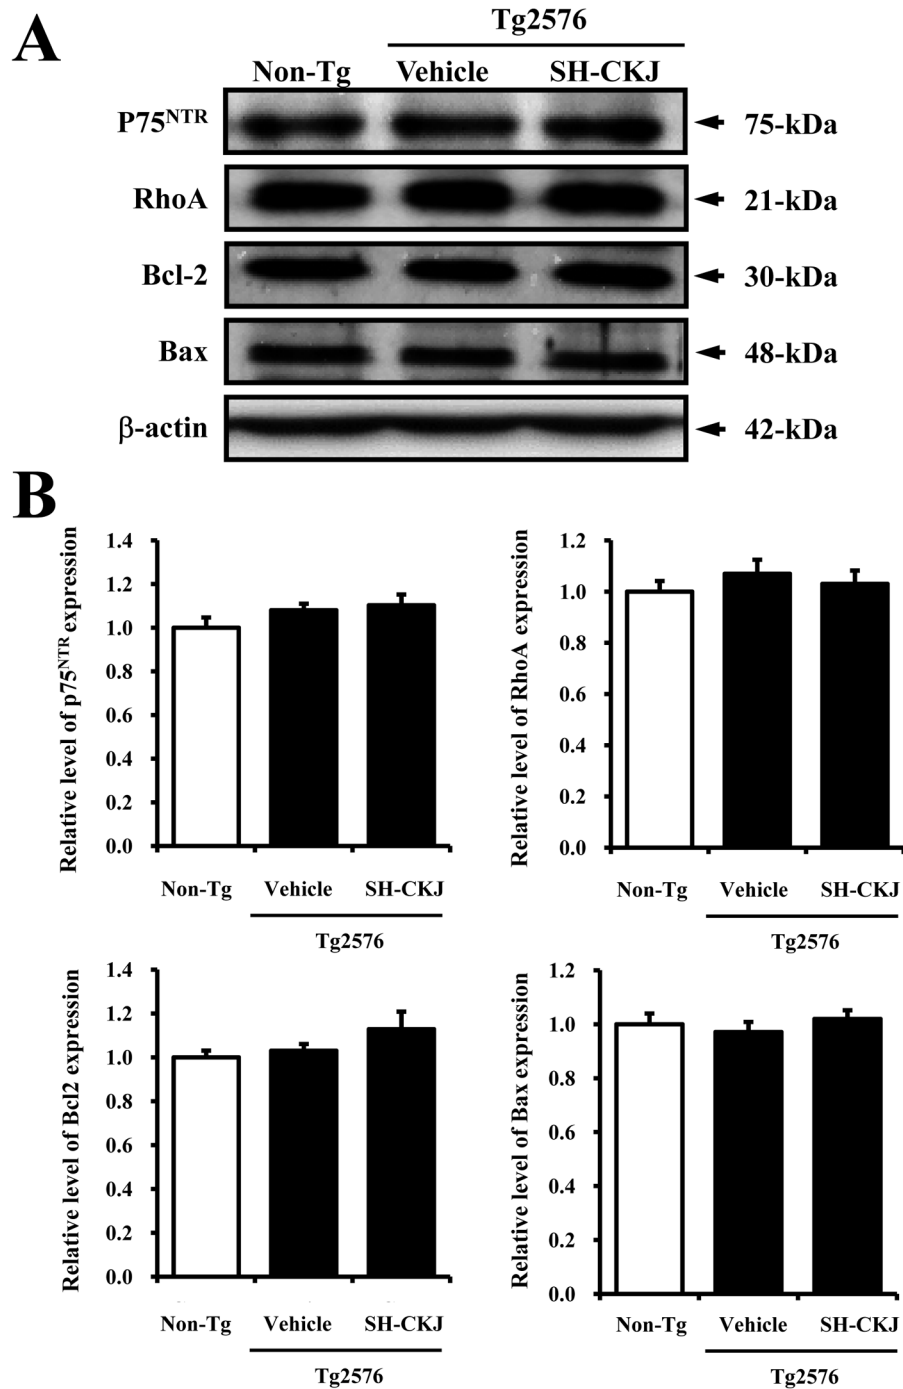 A
Tg2576
Non-Tg Vehicle SH-CKJ
P75NTR 75-kDa
RhoA 21-kDa
Bcl-2 30-kDa
Bax 48-kDa
β-actin 42-kDa
B
Relative level of p75NTR expression
1.4
1.2
1.0
0.8
0.6
0.4
0.2
0.0
Non-Tg Vehicle SH-CKJ
Tg2576
Relative level of RhoA expression
1.2
1.0
0.8
0.6
0.4
0.2
0.0
Non-Tg Vehicle SH-CKJ
Tg2576
Relative level of Bcl2 expression
1.4
1.2
1.0
0.8
0.6
0.4
0.2
0.0
Non-Tg Vehicle SH-CKJ
Tg2576
Relative level of Bax expression
1.2
1.0
0.8
0.6
0.4
0.2
0.0
Non-Tg Vehicle SH-CKJ
Tg2576